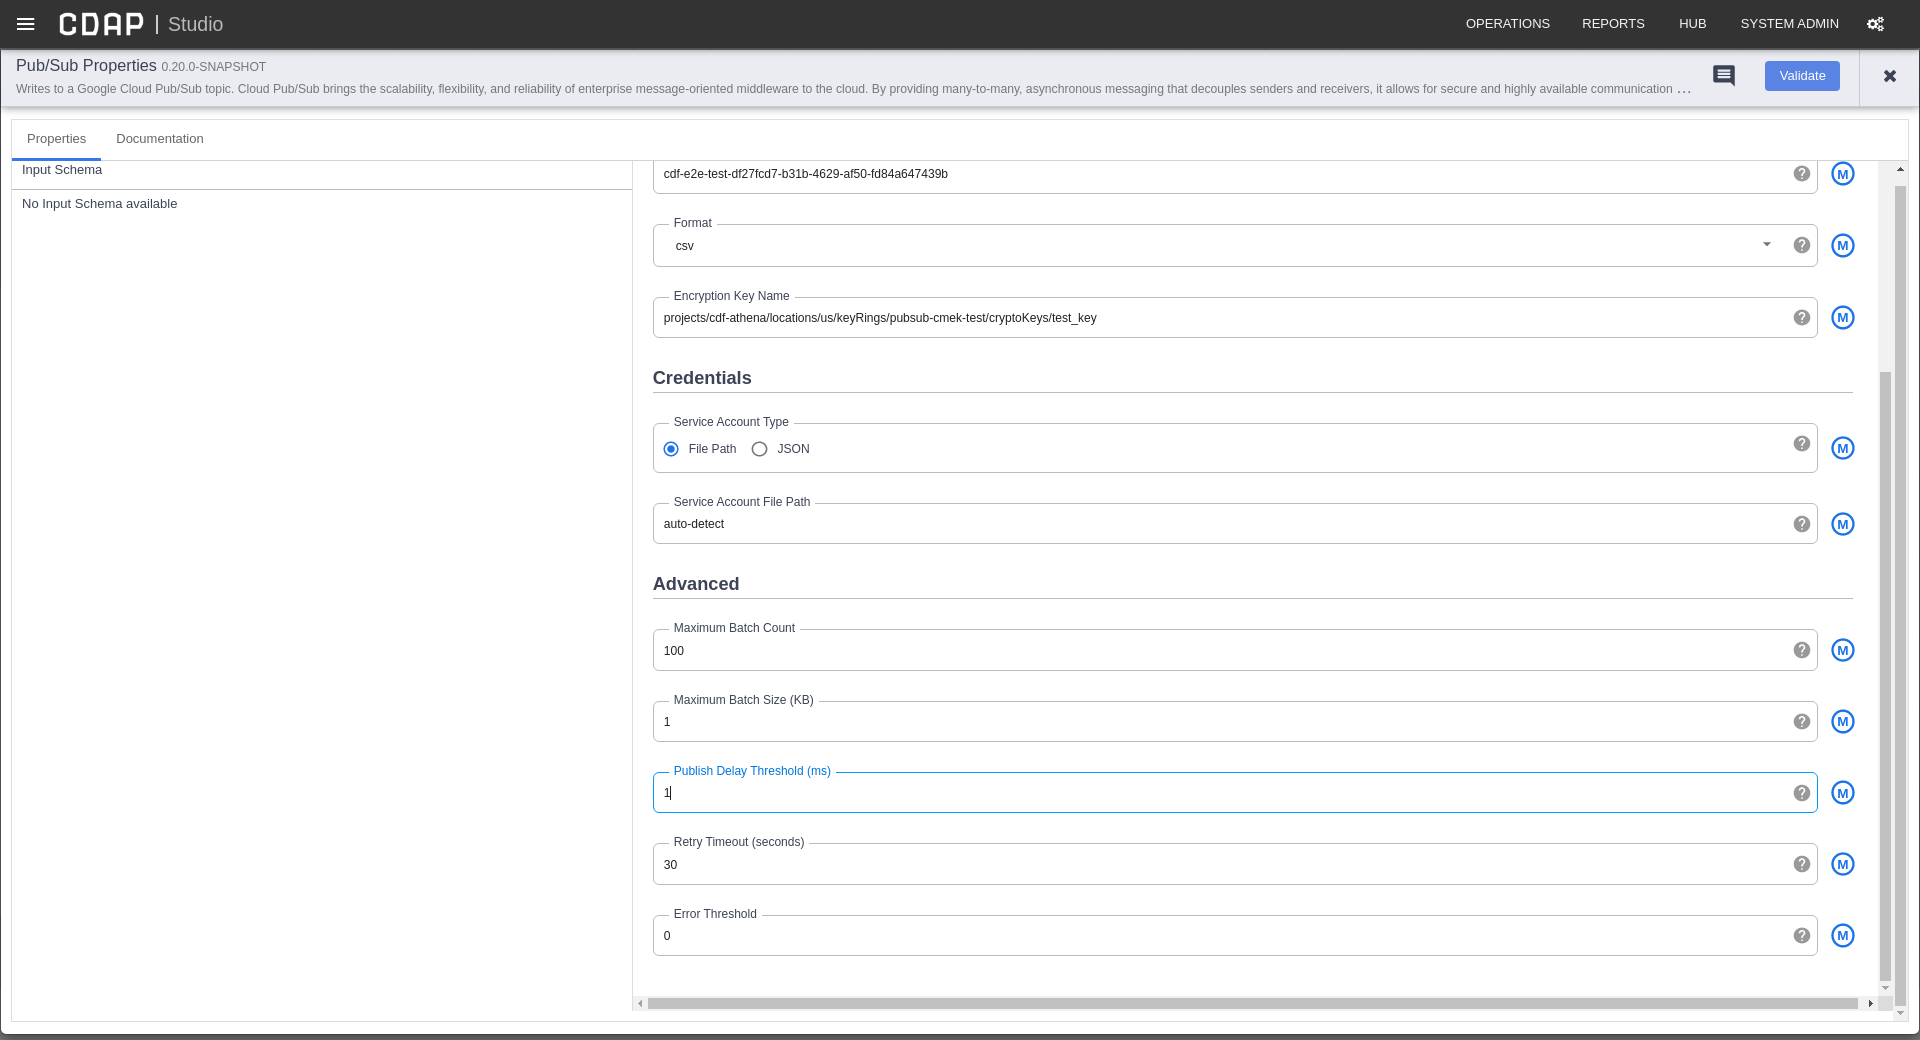 CDAP | Studio
OPERATIONS REPORTS HUB SYSTEM ADMIN
Pub/Sub Properties 0.20.0-SNAPSHOT
Writes to a Google Cloud Pub/Sub topic. Cloud Pub/Sub brings the scalability, flexibility, and reliability of enterprise message-oriented middleware to the cloud. By providing many-to-many, asynchronous messaging that decouples senders and receivers, it allows for secure and highly available communication ...
Validate
Properties Documentation
Input Schema
No Input Schema available
cdf-e2e-test-df27fcd7-b31b-4629-af50-fd84a647439b
M
Format
csv
M
Encryption Key Name
projects/cdf-athena/locations/us/keyRings/pubsub-cmek-test/cryptoKeys/test_key
M
Credentials
Service Account Type
File Path JSON
M
Service Account File Path
auto-detect
M
Advanced
Maximum Batch Count
100
M
Maximum Batch Size (KB)
1
M
Publish Delay Threshold (ms)
1
M
Retry Timeout (seconds)
30
M
Error Threshold
0
M